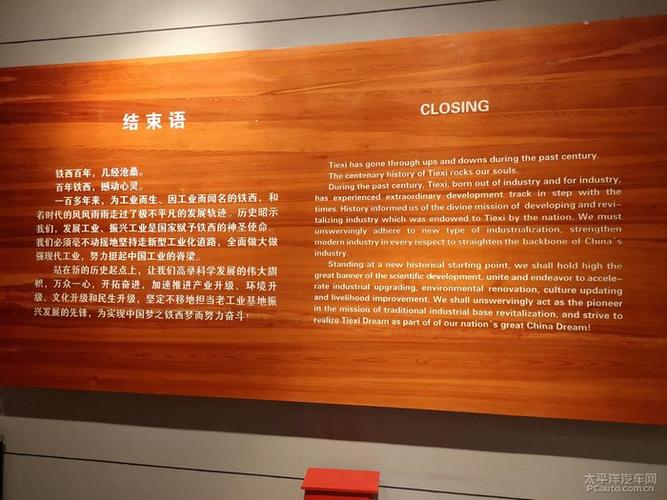 结束语
铁西百年，几经沧桑。
百年铁西，撼动心灵。
一百多年来，为工业而生、因工业而闻名的铁西，和
着时代的风风雨雨走过了极不平凡的发展轨迹。历史昭示
我们，发展工业、振兴工业是国家赋予铁西的神圣使命。
我们必须毫不动摇地坚持走新型工业化道路，全面做大做
强现代工业，努力挺起中国工业的脊梁。
站在新的历史起点上，让我们高举科学发展的伟大旗
帜，万众一心，开拓奋进，加速推进产业升级、环境升
级、文化升级和民生升级，坚定不移地担当老工业基地振
兴发展的先锋，为实现中国梦之铁西梦而努力奋斗！
CLOSING
Tiexi has gone through ups and downs during the past century.
The centenary history of Tiexi rocks our souls.
During the past century, Tiexi, born out of industry and for industry,
has experienced extraordinary development track in step with the
times. History informed us of the divine mission of developing and revi-
talizing industry which was endowed to Tiexi by the nation. We must
unswervingly adhere to new type of industrialization, strengthen
modern industry in every respect to straighten the backbone of China's
industry.
Standing at a new historical starting point, we shall hold high the
great banner of the scientific development, unite and endeavor to accele-
rate industrial upgrading, environmental renovation, culture updating
and livelihood improvement. We shall unswervingly act as the pioneer
in the mission of traditional industrial base revitalization, and strive to
realize Tiexi Dream as part of of our nation's great China Dream!
太平洋汽车网
PCauto.com.cn